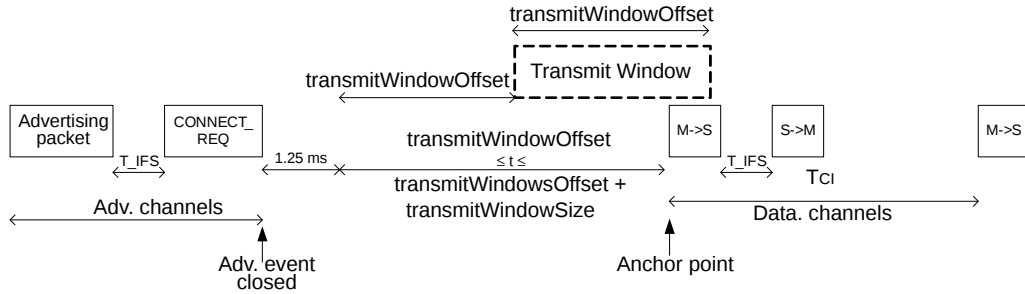 transmitWindowOffset
Transmit Window
transmitWindowOffset
Advertising
packet
CONNECT_
REQ
M->S
S->M
M->S
transmitWindowOffset
T_IFS
1.25 ms
≤ t ≤
T_IFS
transmitWindowsOffset +
transmitWindowSize
TCI
Adv. channels
Data. channels
Adv. event
closed
Anchor point